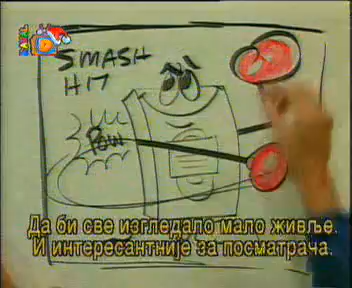 SMASH
HIT
POW
Да би све изгледало мало живље.
И интересантније за посматрача.